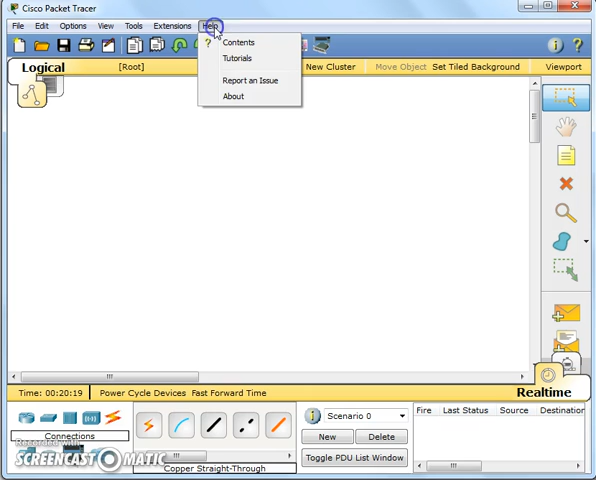 Cisco Packet Tracer
File Edit Options View Tools Extensions Help
Contents
Tutorials
Report an Issue
About
Logical [Root] New Cluster Move Object Set Tiled Background Viewport
Time: 00:20:19 Power Cycle Devices Fast Forward Time Realtime
Scenario 0
Fire Last Status Source Destination
New Delete
Connections
Toggle PDU List Window
Recorded with
SCREENCAST-O-MATIC
Copper Straight-Through